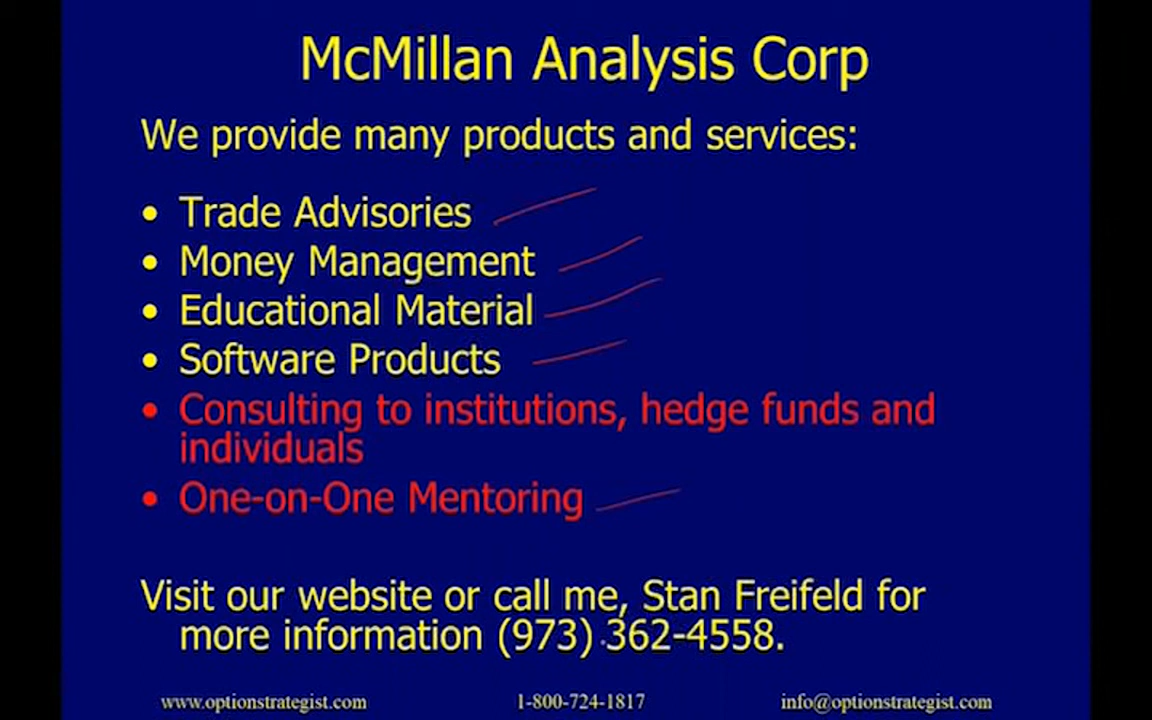 McMillan Analysis Corp
We provide many products and services:
• Trade Advisories
• Money Management
• Educational Material
• Software Products
• Consulting to institutions, hedge funds and
individuals
• One-on-One Mentoring
Visit our website or call me, Stan Freifeld for
more information (973) 362-4558.
www.optionstrategist.com 1-800-724-1817 info@optionstrategist.com